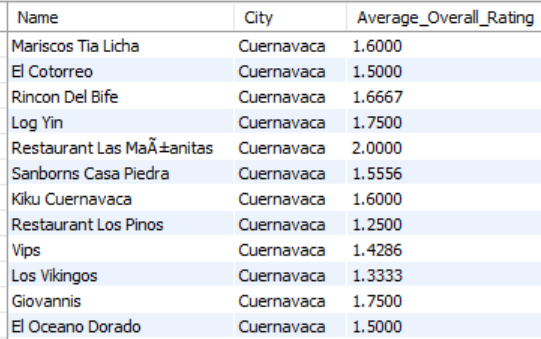 Name City Average_Overall_Rating
Mariscos Tia Licha Cuernavaca 1.6000
El Cotorreo Cuernavaca 1.5000
Rincon Del Bife Cuernavaca 1.6667
Log Yin Cuernavaca 1.7500
Restaurant Las MaÃ±anitas Cuernavaca 2.0000
Sanborns Casa Piedra Cuernavaca 1.5556
Kiku Cuernavaca Cuernavaca 1.6000
Restaurant Los Pinos Cuernavaca 1.2500
Vips Cuernavaca 1.4286
Los Vikingos Cuernavaca 1.3333
Giovannis Cuernavaca 1.7500
El Oceano Dorado Cuernavaca 1.5000